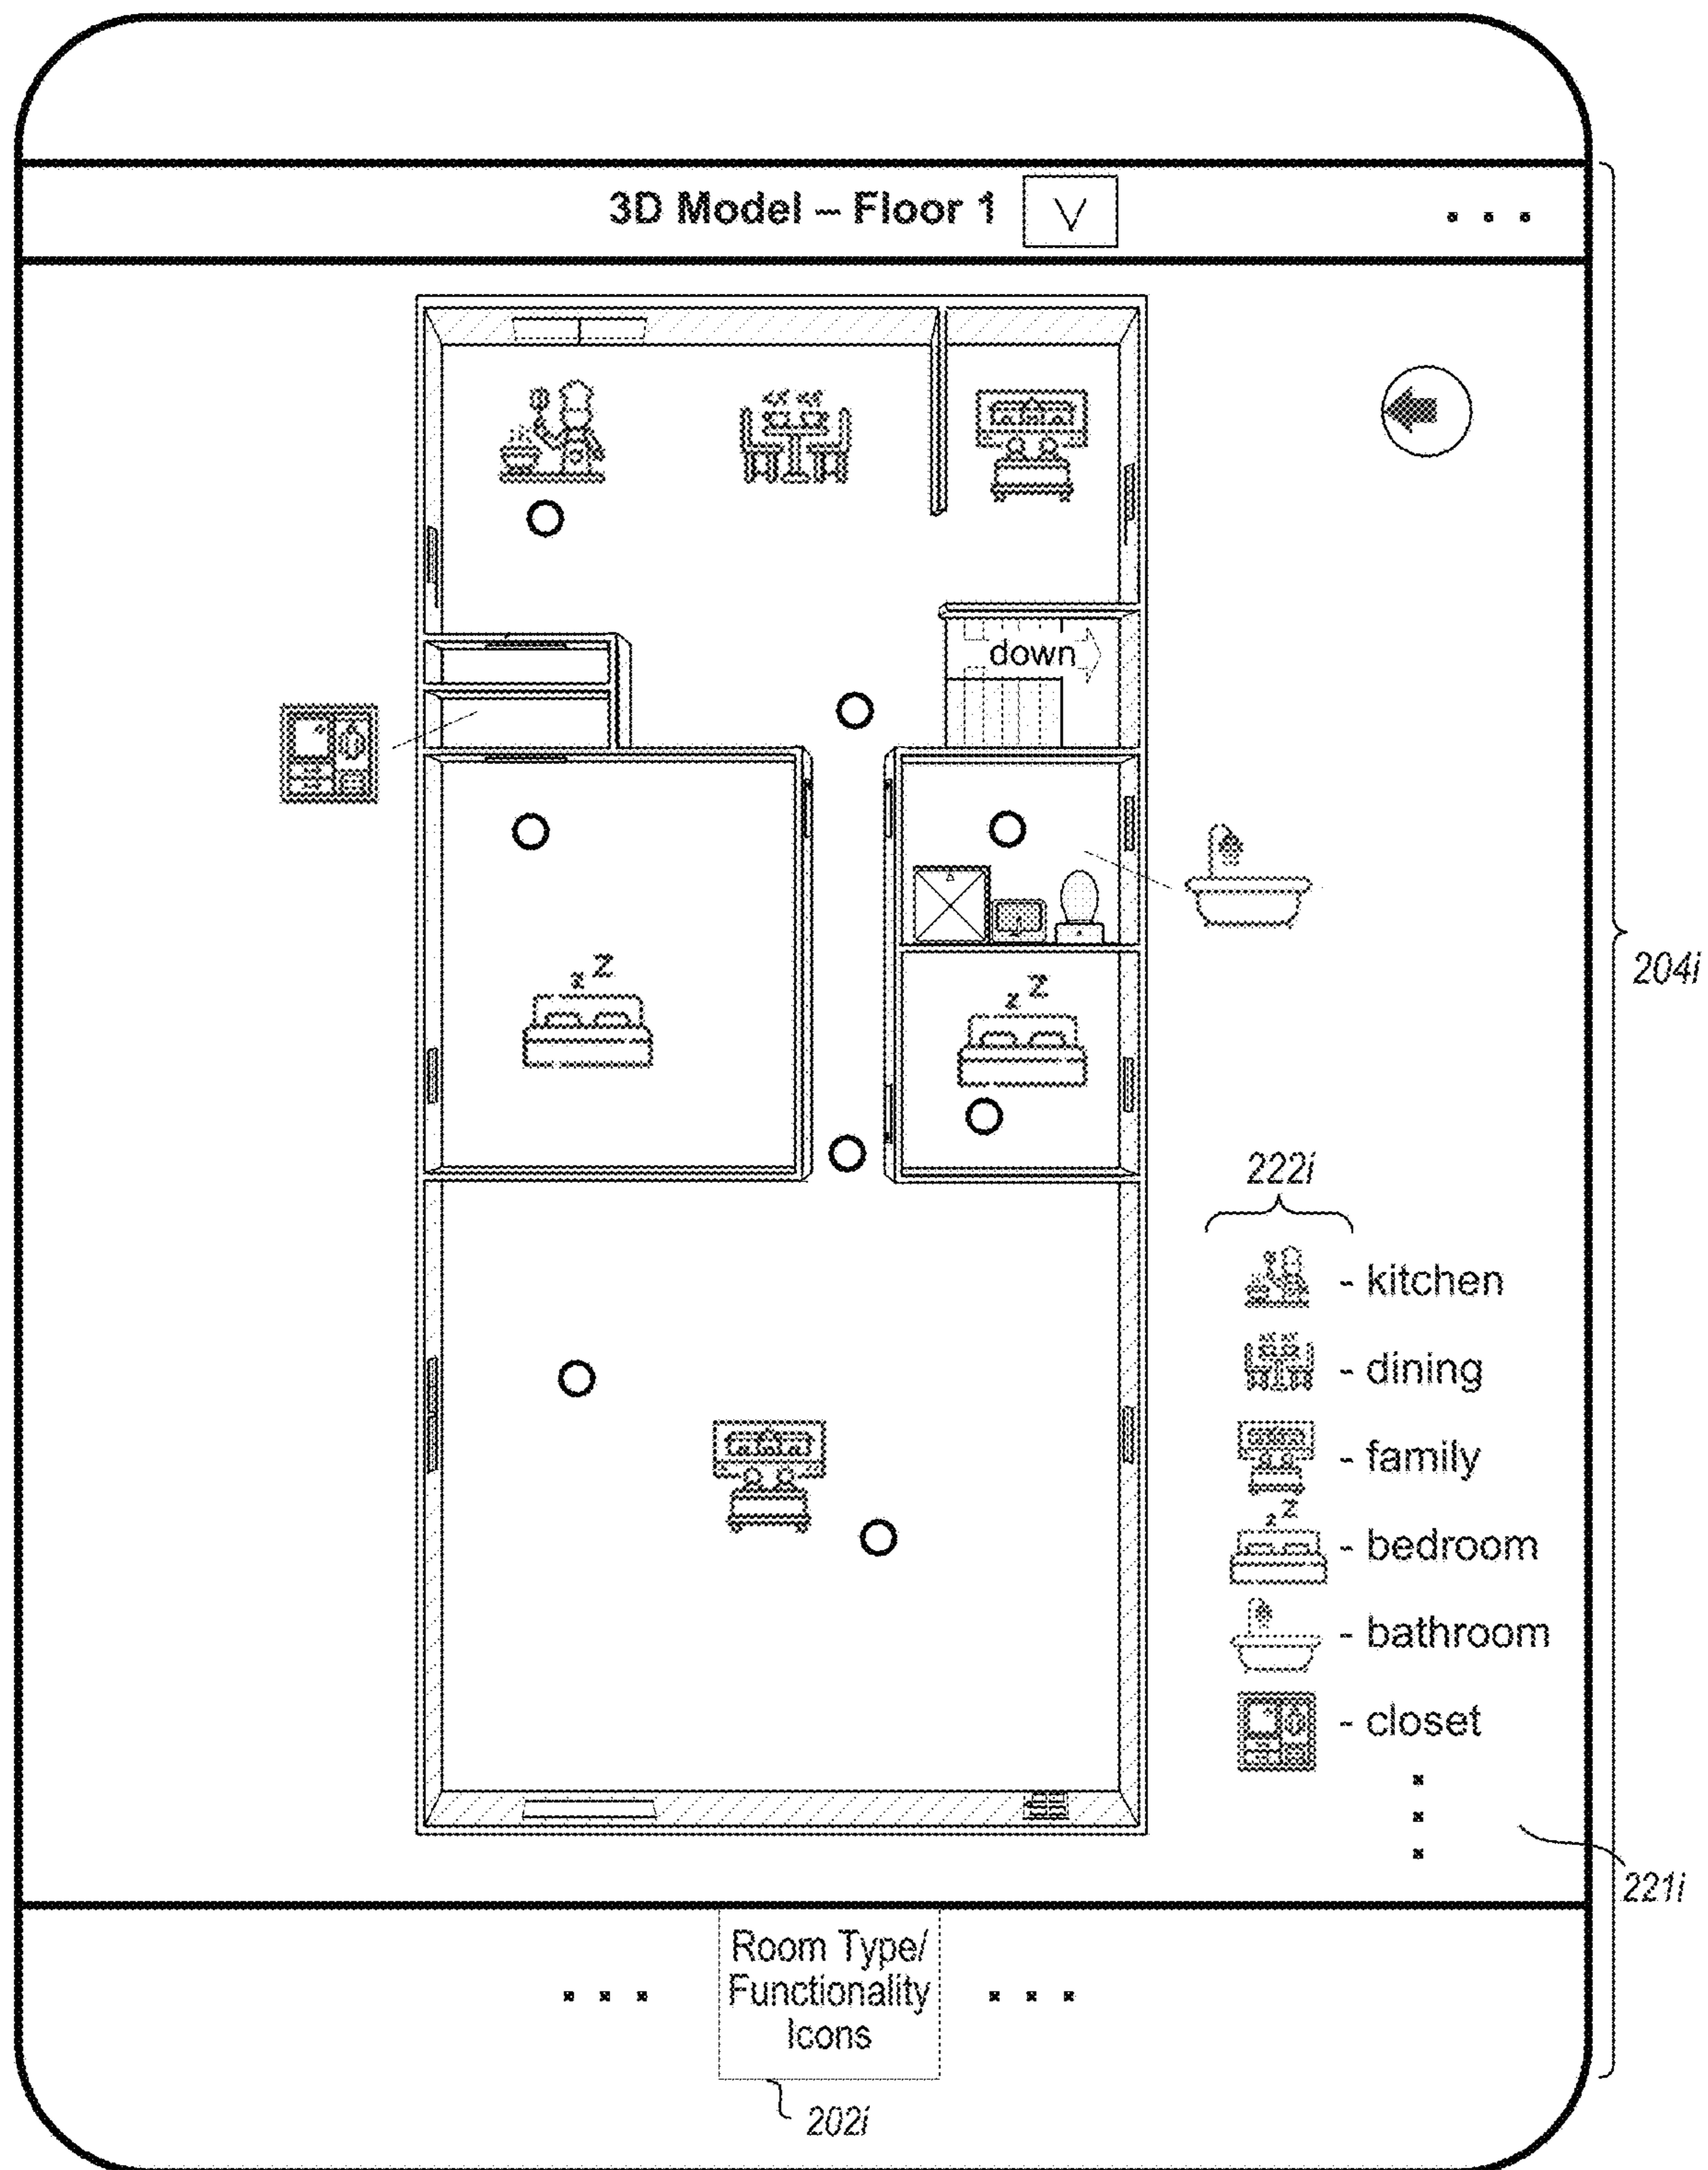 3D Model – Floor 1 V
down
z Z
z Z
204i
222i
- kitchen
- dining
- family
z Z
- bedroom
- bathroom
- closet
221i
Room Type/
Functionality
Icons
202i